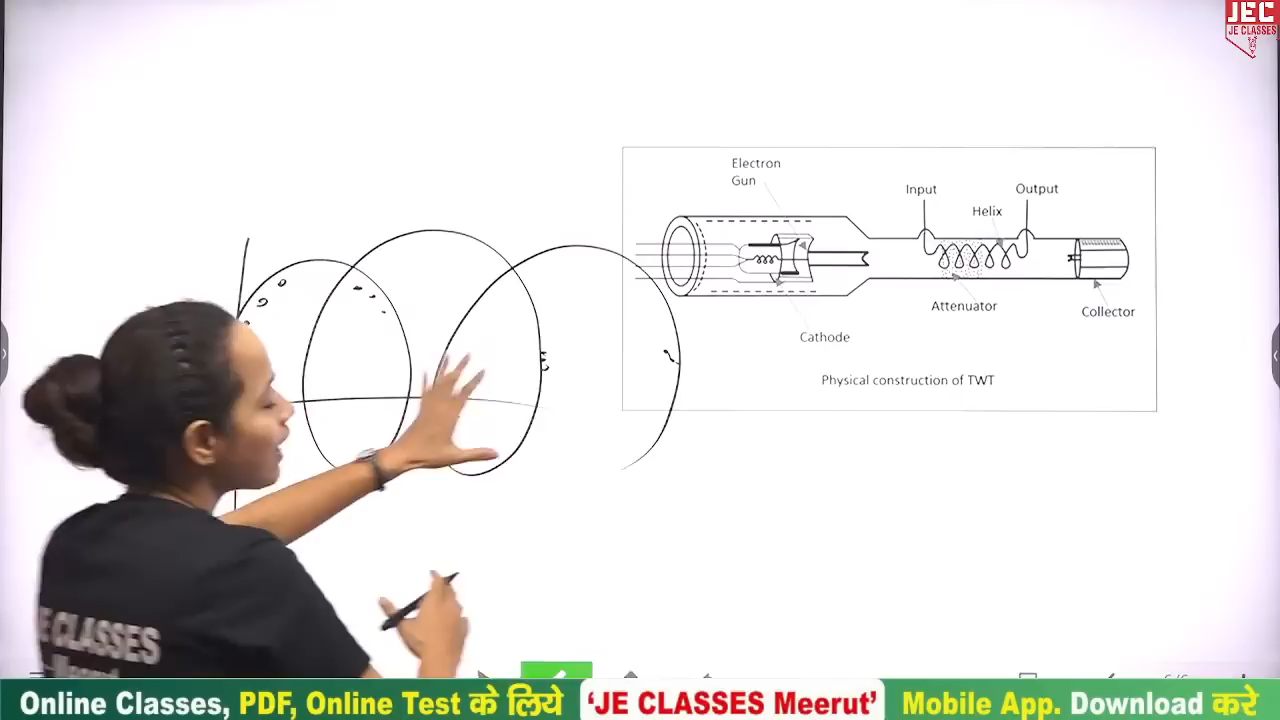 JEC
JE CLASSES
Electron
Gun
Input
Output
Helix
Attenuator
Collector
Cathode
Physical construction of TWT
E CLASSES
Online Classes, PDF, Online Test के लिये
'JE CLASSES Meerut'
Mobile App. Download करे